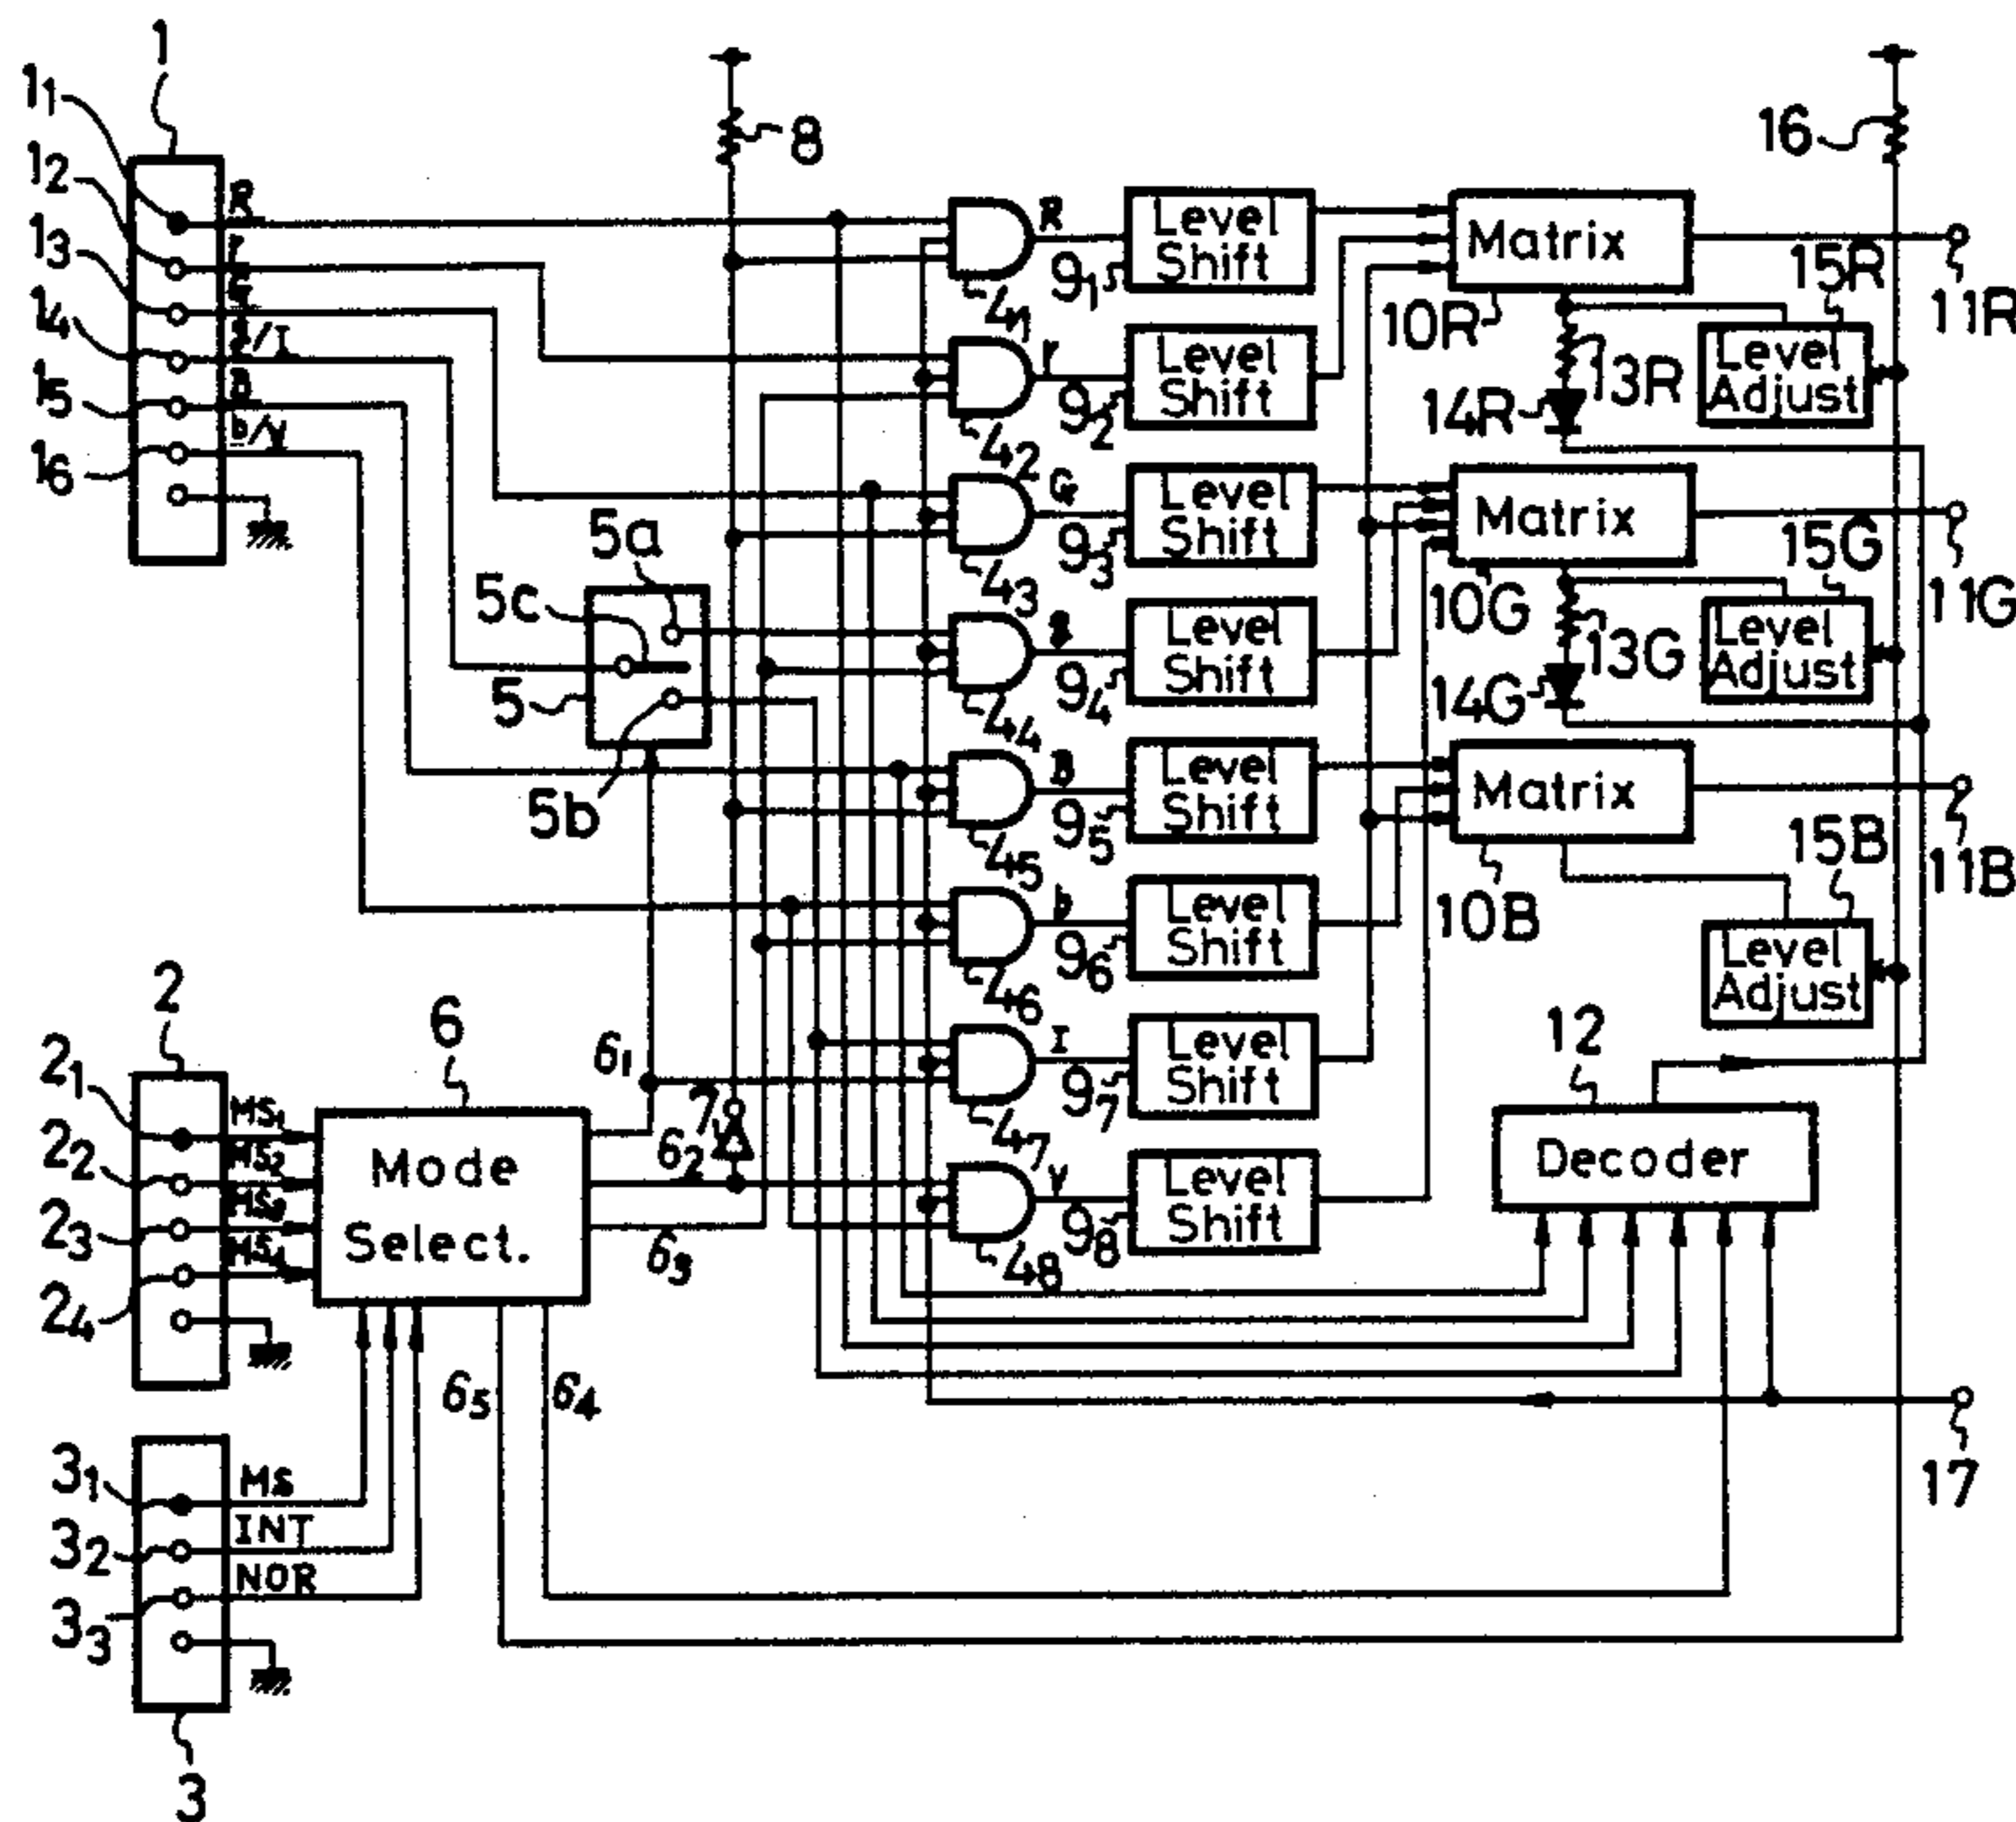 1
1₁
1₂
1₃
1₄
1₅
1₆
R
r
G
g/I
B
b/y
8
16
4₁
4₂
4₃
4₄
4₅
4₆
4₇
4₈
R
r
G
g
B
b
I
y
Level Shift
9₁
Level Shift
9₂
Level Shift
9₃
Level Shift
9₄
Level Shift
9₅
Level Shift
9₆
Level Shift
9₇
Level Shift
9₈
Matrix
10R
15R
11R
Level Adjust
13R
14R
Matrix
10G
15G
11G
Level Adjust
13G
14G
Matrix
10B
15B
11B
Level Adjust
5a
5c
5
5b
2
2₁
2₂
2₃
2₄
MS₁
MS₂
MS₃
MS₄
6
Mode
Select.
6₁
6₂
6₃
7
6₅
6₄
12
Decoder
17
3₁
3₂
3₃
MS
INT
NOR
3